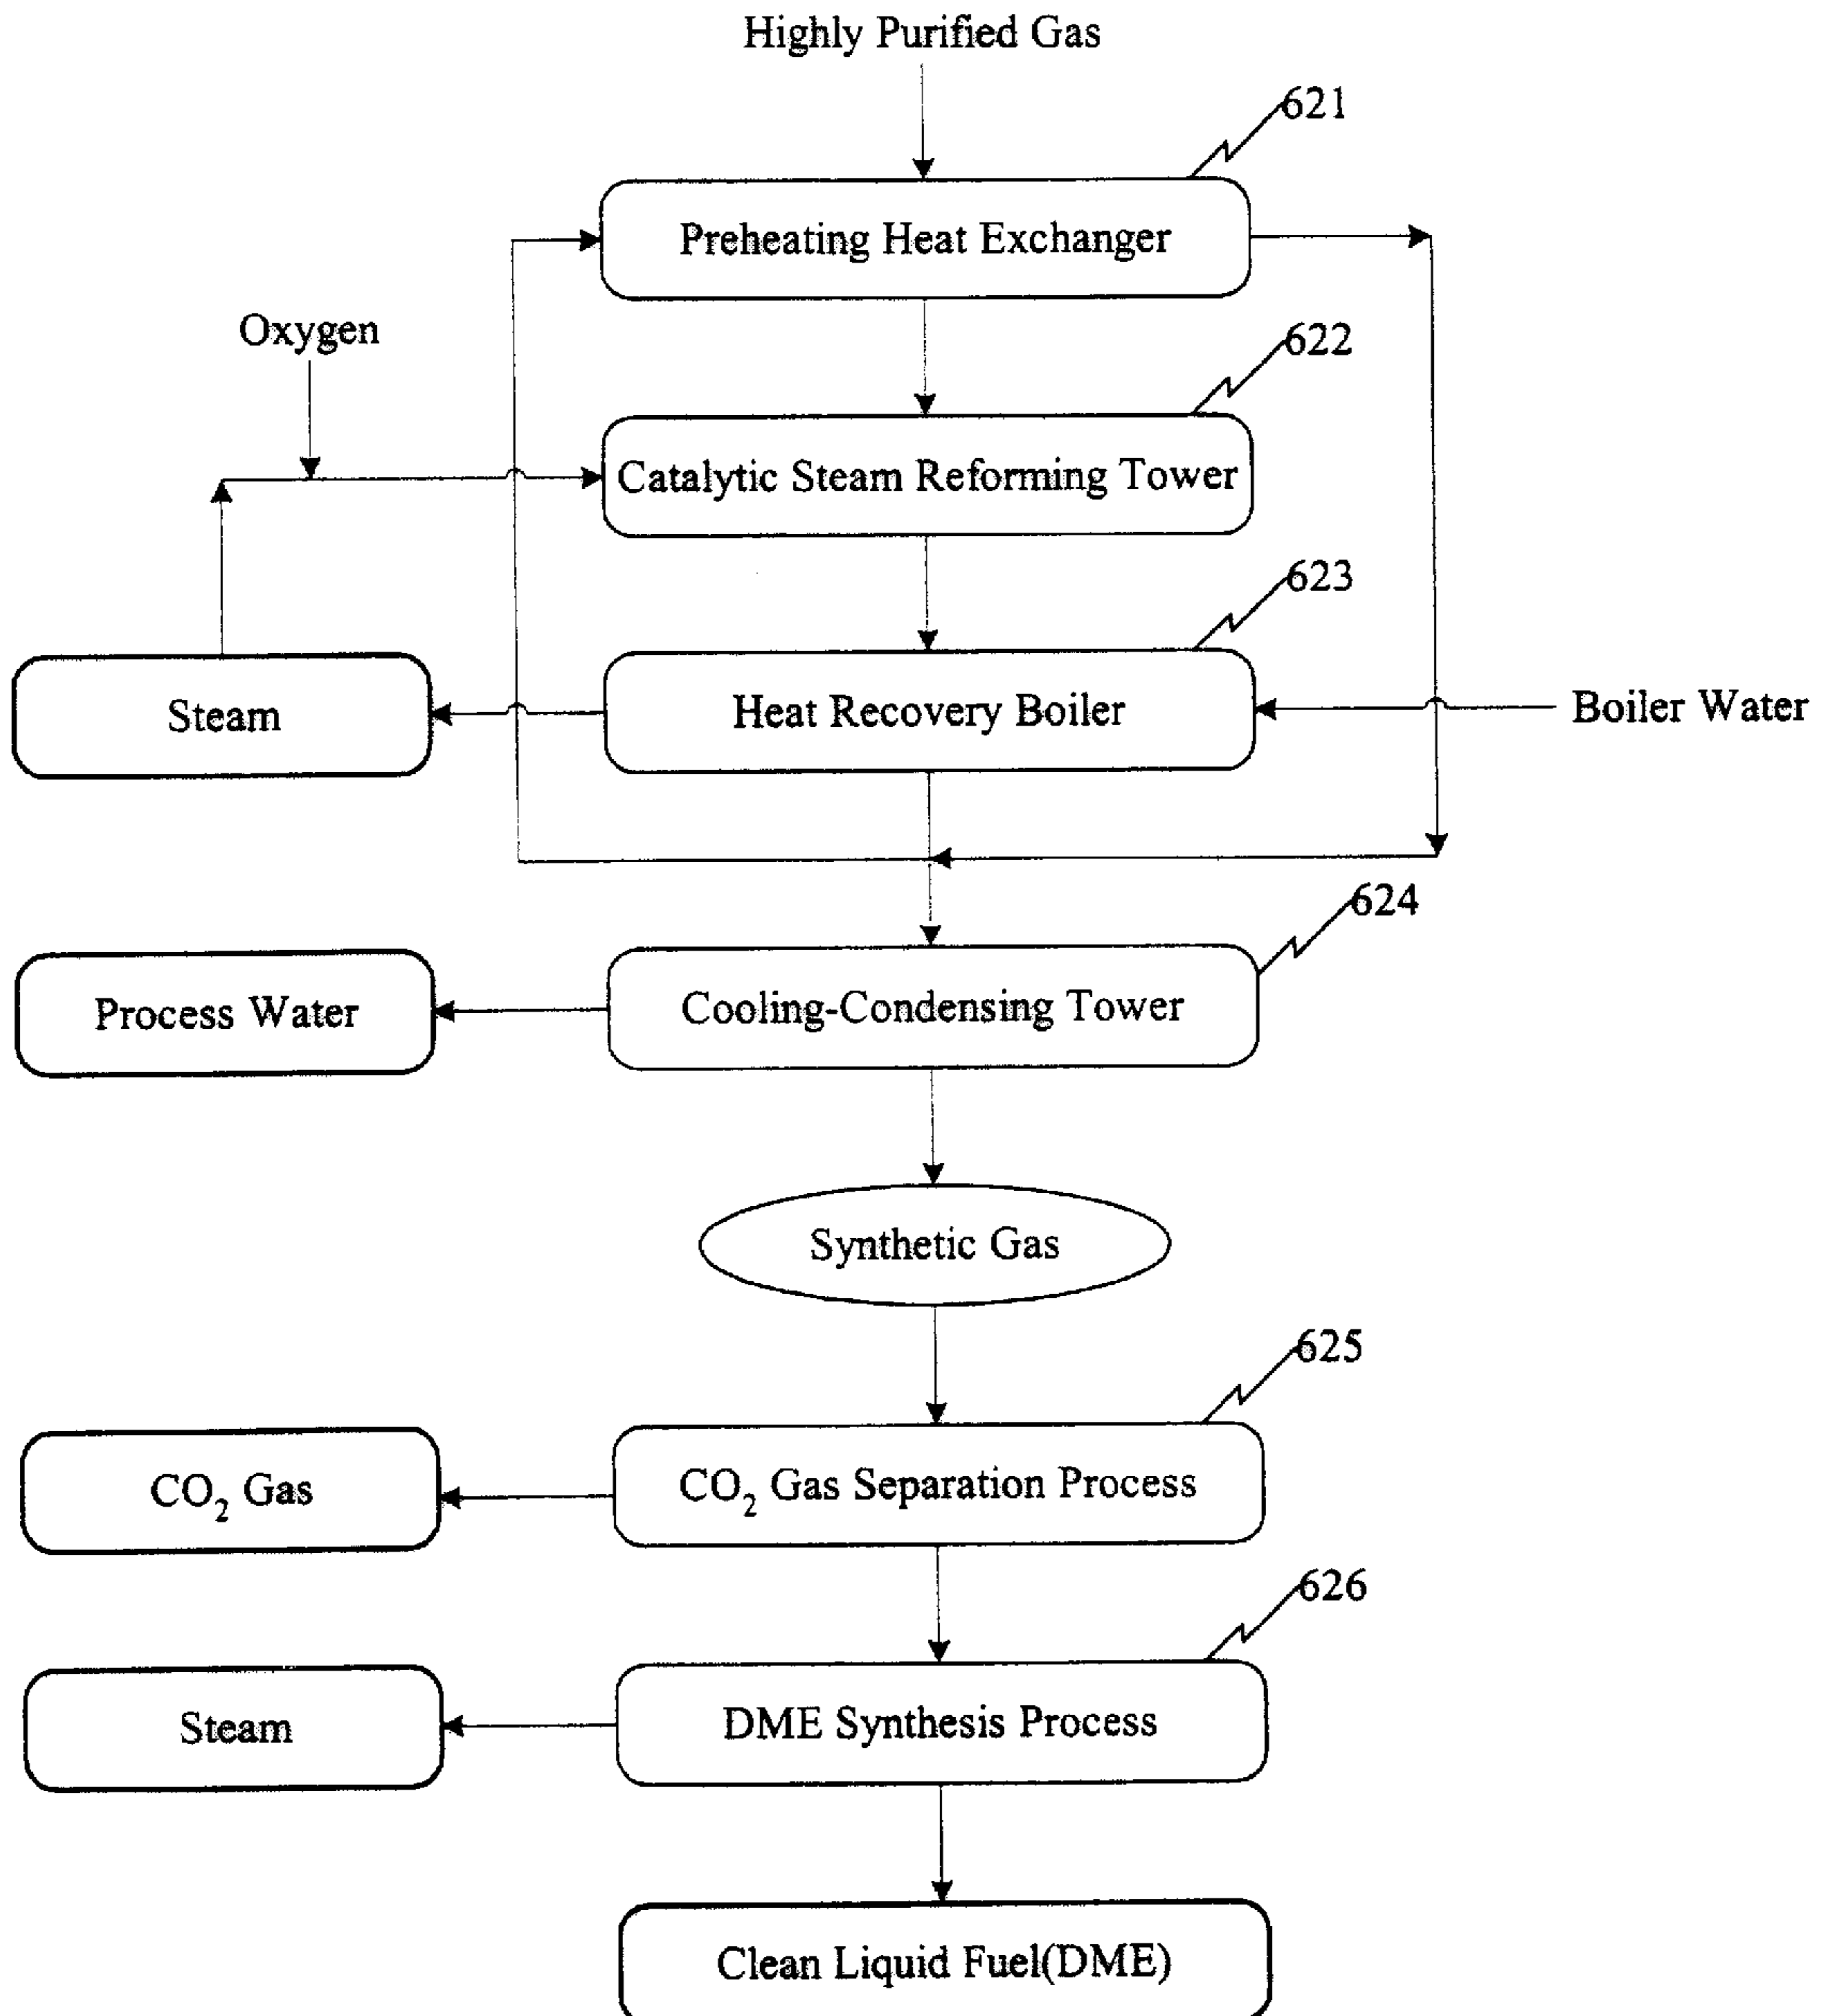 Highly Purified Gas
621
Preheating Heat Exchanger
Oxygen
622
Catalytic Steam Reforming Tower
623
Steam
Heat Recovery Boiler
Boiler Water
624
Process Water
Cooling-Condensing Tower
Synthetic Gas
625
CO₂ Gas
CO₂ Gas Separation Process
626
Steam
DME Synthesis Process
Clean Liquid Fuel(DME)